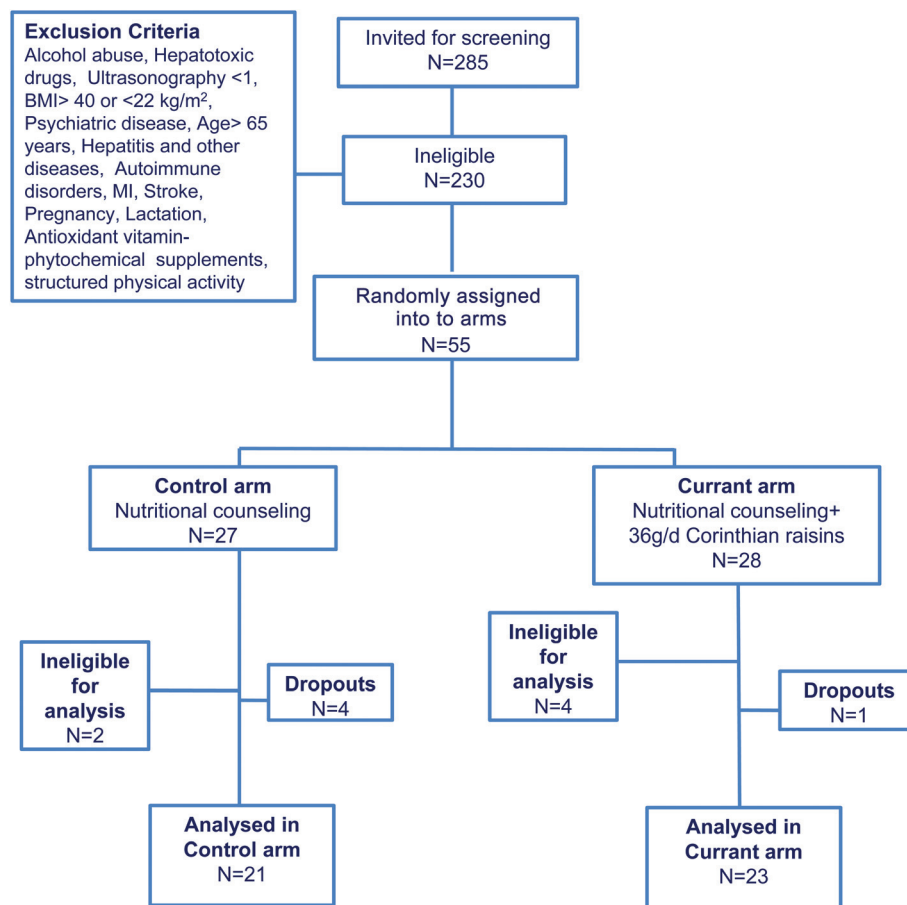 Exclusion Criteria
Alcohol abuse, Hepatotoxic
drugs, Ultrasonography <1,
BMI> 40 or <22 kg/m²,
Psychiatric disease, Age> 65
years, Hepatitis and other
diseases, Autoimmune
disorders, MI, Stroke,
Pregnancy, Lactation,
Antioxidant vitamin-
phytochemical supplements,
structured physical activity
Invited for screening
N=285
Ineligible
N=230
Randomly assigned
into to arms
N=55
Control arm
Nutritional counseling
N=27
Currant arm
Nutritional counseling+
36g/d Corinthian raisins
N=28
Ineligible
for
analysis
N=2
Dropouts
N=4
Ineligible
for
analysis
N=4
Dropouts
N=1
Analysed in
Control arm
N=21
Analysed in
Currant arm
N=23